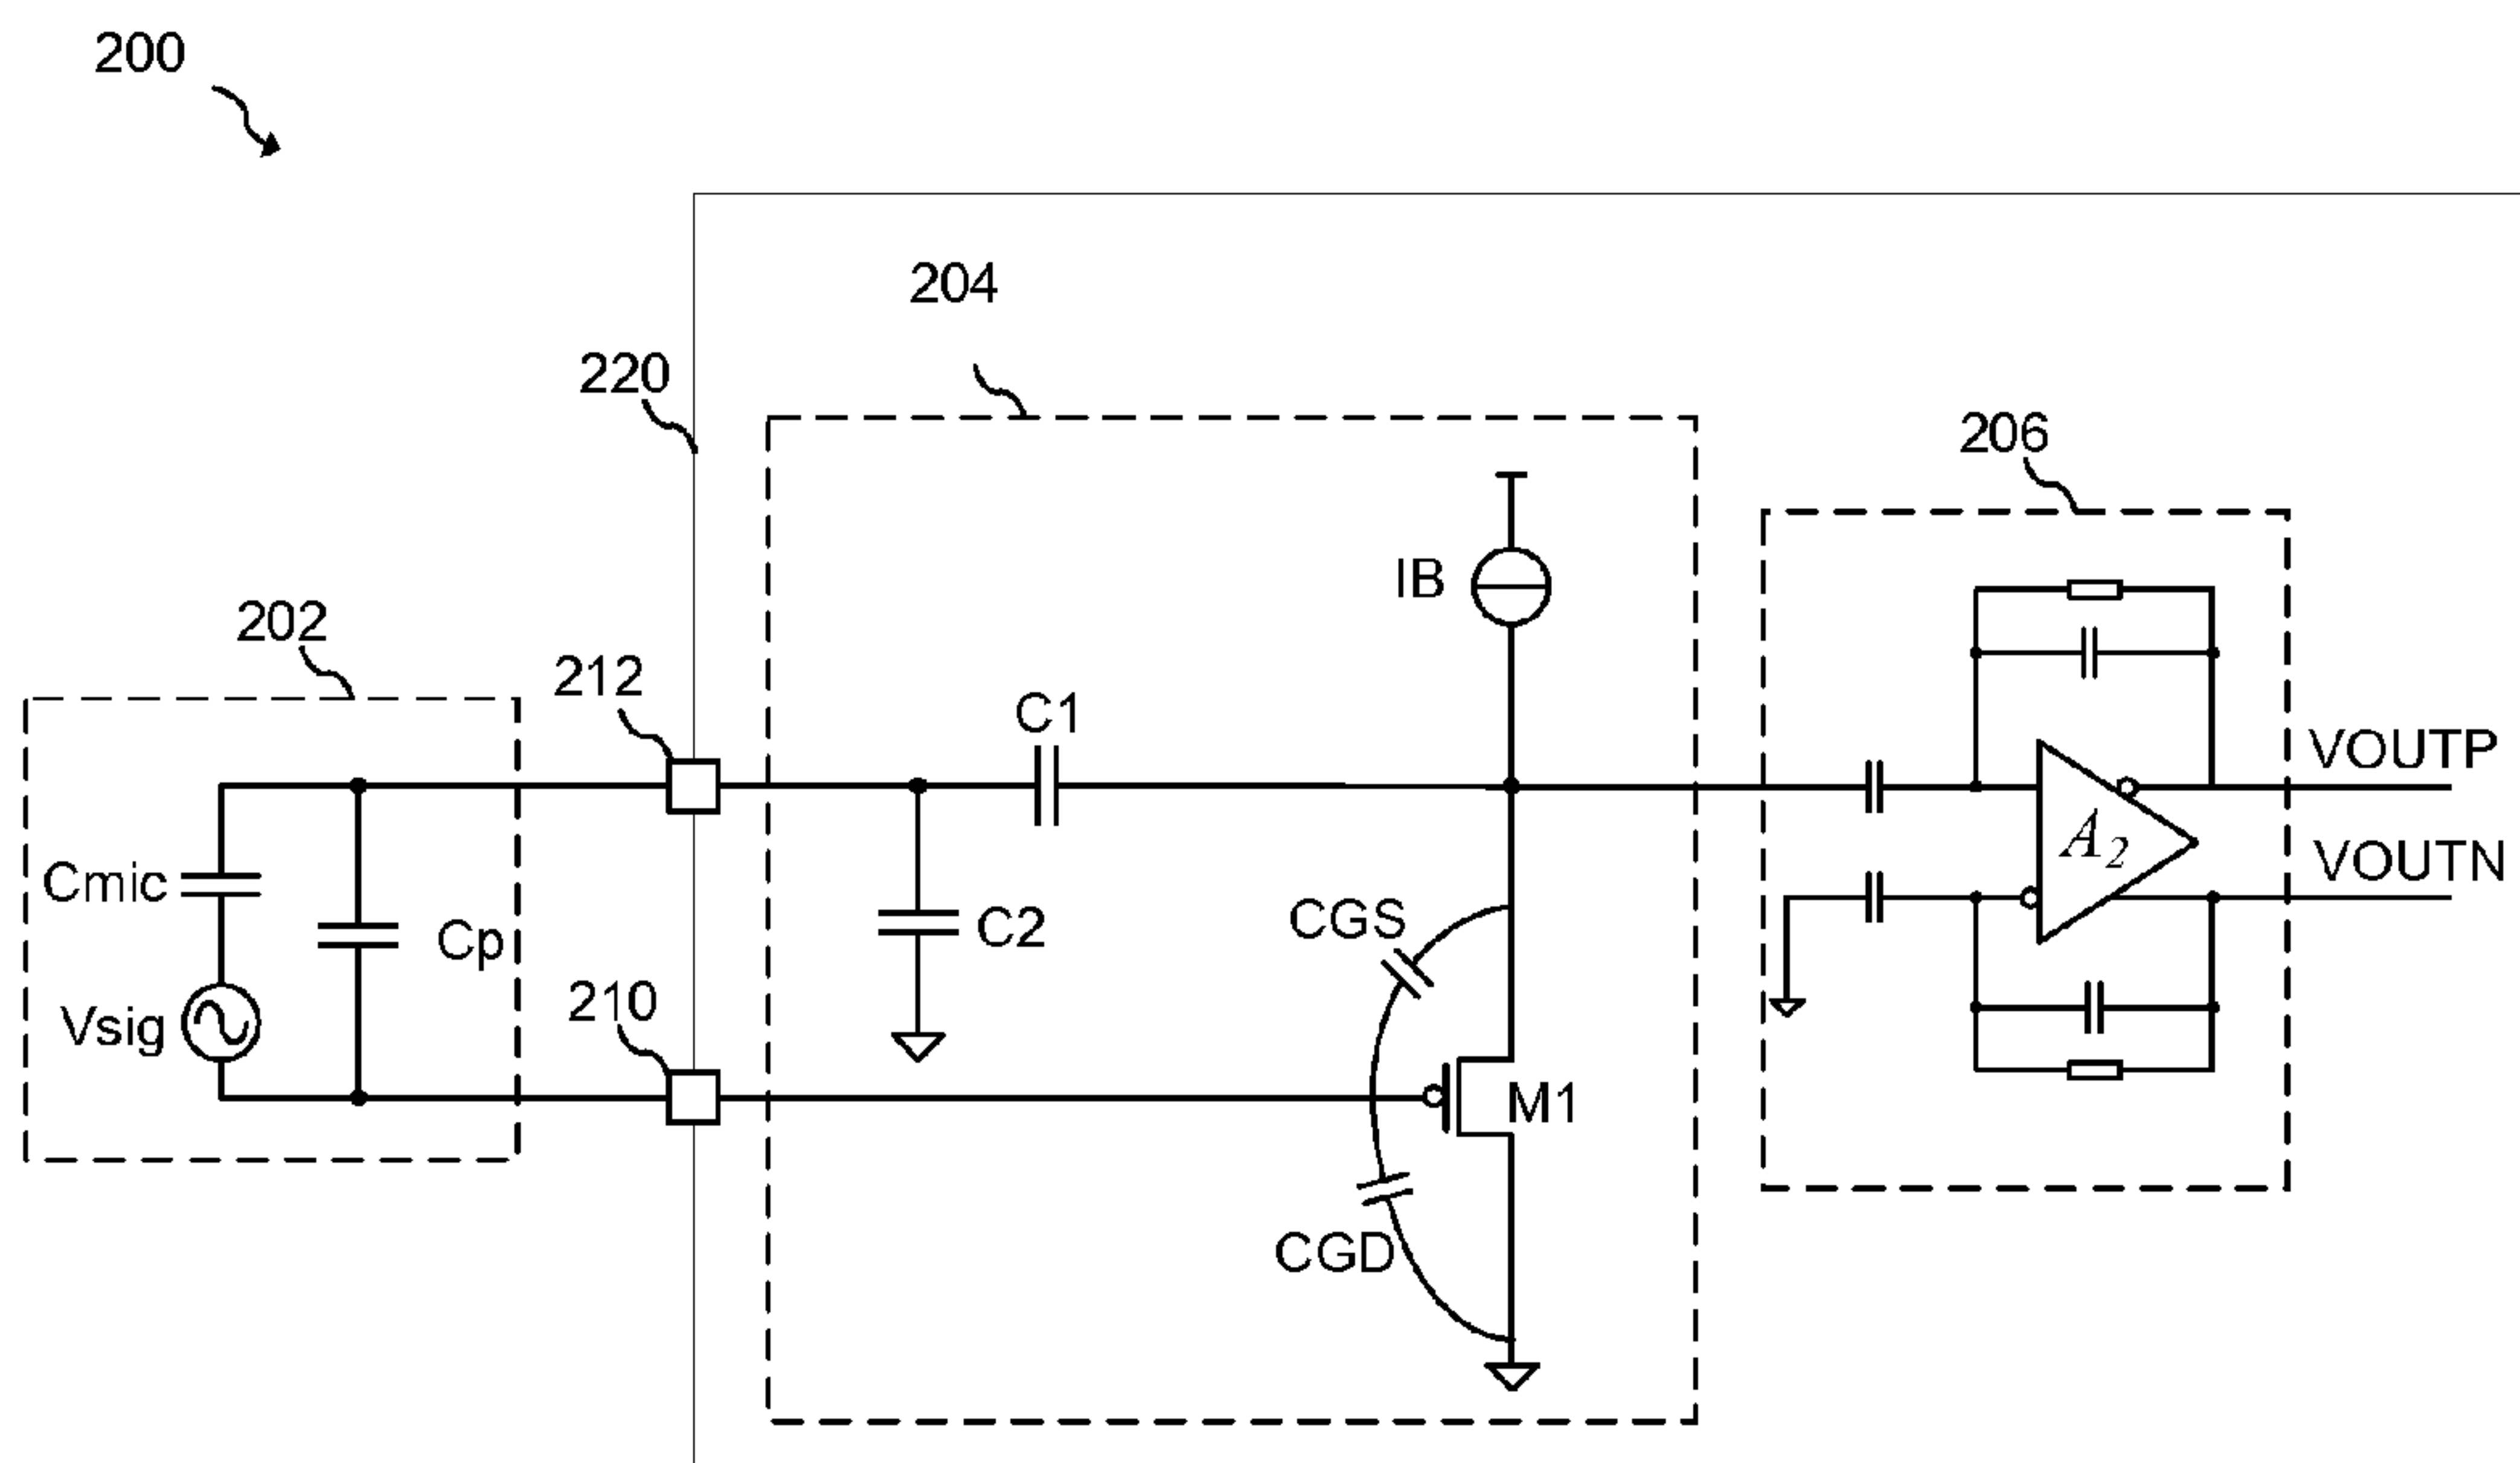 200
204
220
206
IB
202
212
C1
VOUTP
A2
VOUTN
Cmic
CGS
C2
Cp
210
Vsig
M1
CGD